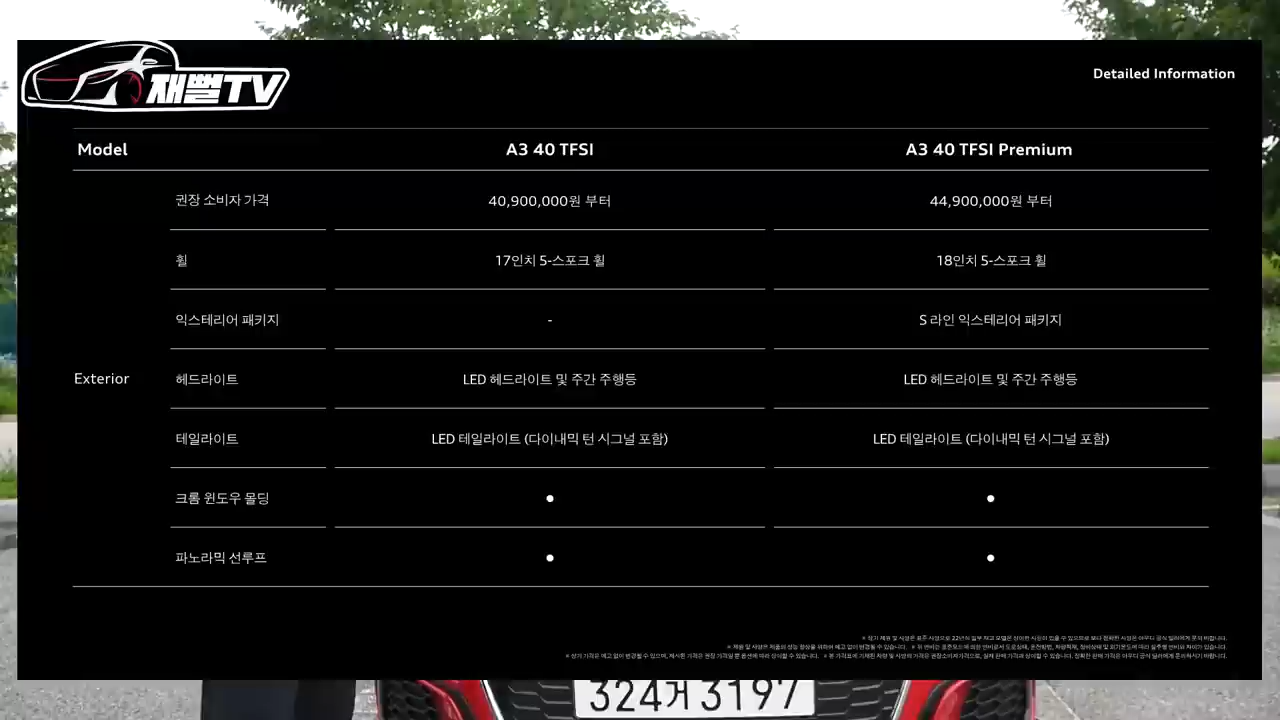 재뻘TV
Detailed Information
Model A3 40 TFSI A3 40 TFSI Premium
권장 소비자 가격 40,900,000원 부터 44,900,000원 부터
휠 17인치 5-스포크 휠 18인치 5-스포크 휠
익스테리어 패키지 - S 라인 익스테리어 패키지
Exterior 헤드라이트 LED 헤드라이트 및 주간 주행등 LED 헤드라이트 및 주간 주행등
테일라이트 LED 테일라이트 (다이내믹 턴 시그널 포함) LED 테일라이트 (다이내믹 턴 시그널 포함)
크롬 윈도우 몰딩 ● ●
파노라믹 선루프 ● ●
324거 3197